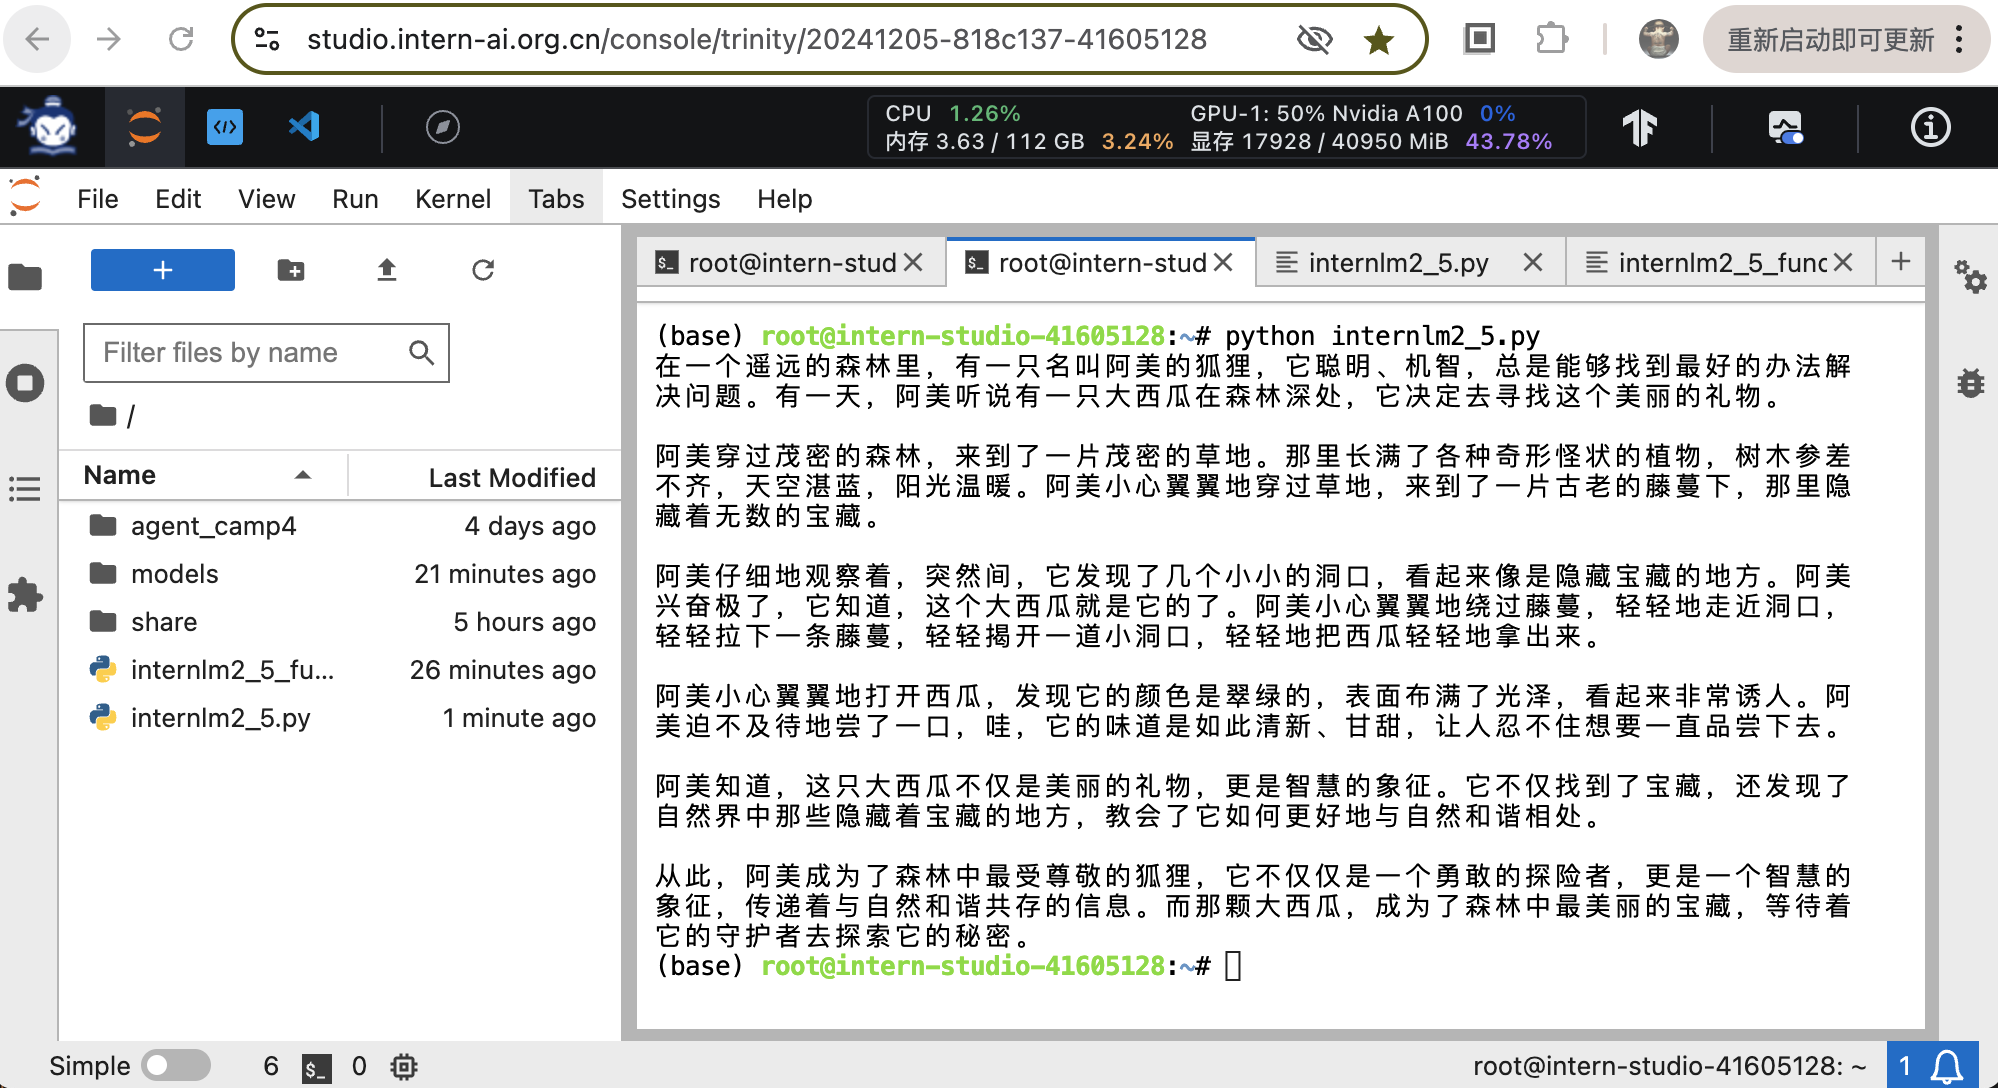 studio.intern-ai.org.cn/console/trinity/20241205-818c137-41605128
重新启动即可更新
CPU 1.26% GPU-1: 50% Nvidia A100 0%
内存 3.63 / 112 GB 3.24% 显存 17928 / 40950 MiB 43.78%
File Edit View Run Kernel Tabs Settings Help
root@intern-stud root@intern-stud internlm2_5.py internlm2_5_func
Filter files by name
/
Name Last Modified
agent_camp4 4 days ago
models 21 minutes ago
share 5 hours ago
internlm2_5_fu... 26 minutes ago
internlm2_5.py 1 minute ago
(base) root@intern-studio-41605128:~# python internlm2_5.py
在一个遥远的森林里，有一只名叫阿美的狐狸，它聪明、机智，总是能够找到最好的办法解
决问题。有一天，阿美听说有一只大西瓜在森林深处，它决定去寻找这个美丽的礼物。
阿美穿过茂密的森林，来到了一片茂密的草地。那里长满了各种奇形怪状的植物，树木参差
不齐，天空湛蓝，阳光温暖。阿美小心翼翼地穿过草地，来到了一片古老的藤蔓下，那里隐
藏着无数的宝藏。
阿美仔细地观察着，突然间，它发现了几个小小的洞口，看起来像是隐藏宝藏的地方。阿美
兴奋极了，它知道，这个大西瓜就是它的了。阿美小心翼翼地绕过藤蔓，轻轻地走近洞口，
轻轻拉下一条藤蔓，轻轻揭开一道小洞口，轻轻地把西瓜轻轻地拿出来。
阿美小心翼翼地打开西瓜，发现它的颜色是翠绿的，表面布满了光泽，看起来非常诱人。阿
美迫不及待地尝了一口，哇，它的味道是如此清新、甘甜，让人忍不住想要一直品尝下去。
阿美知道，这只大西瓜不仅是美丽的礼物，更是智慧的象征。它不仅找到了宝藏，还发现了
自然界中那些隐藏着宝藏的地方，教会了它如何更好地与自然和谐相处。
从此，阿美成为了森林中最受尊敬的狐狸，它不仅仅是一个勇敢的探险者，更是一个智慧的
象征，传递着与自然和谐共存的信息。而那颗大西瓜，成为了森林中最美丽的宝藏，等待着
它的守护者去探索它的秘密。
(base) root@intern-studio-41605128:~#
Simple 6 $_ 0 root@intern-studio-41605128: ~ 1